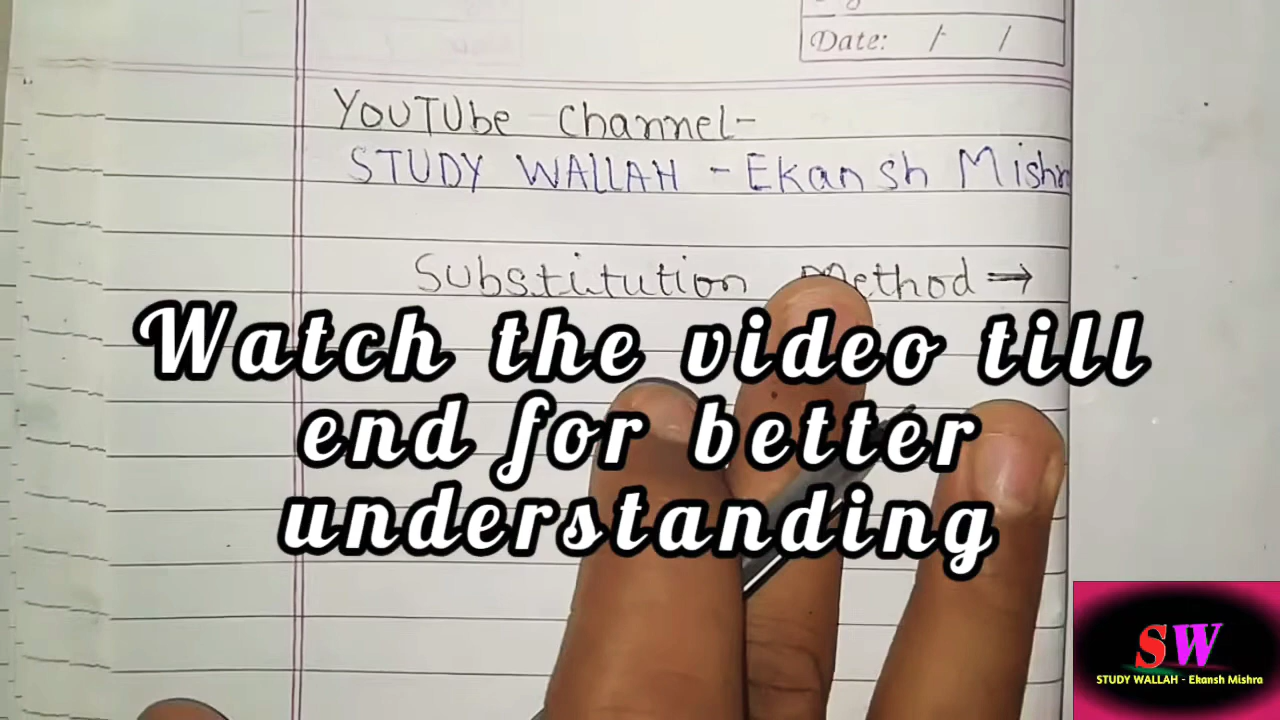 Date: / /
YouTube Channel-
STUDY WALLAH - Ekansh Mishr
Substitution Method →
Watch the video till
end for better
understanding
SW
STUDY WALLAH - Ekansh Mishra